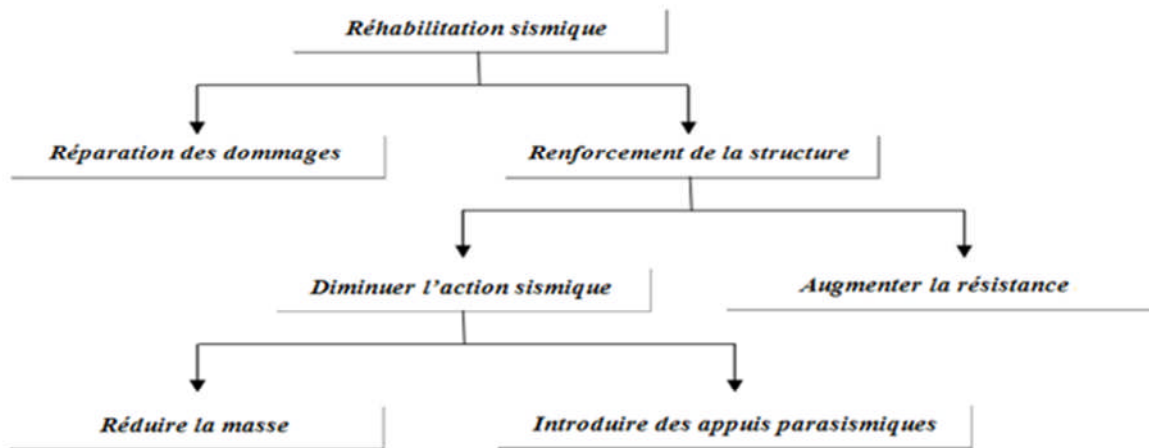 Réhabilitation sismique
Réparation des dommages
Renforcement de la structure
Diminuer l'action sismique
Augmenter la résistance
Réduire la masse
Introduire des appuis parasismiques